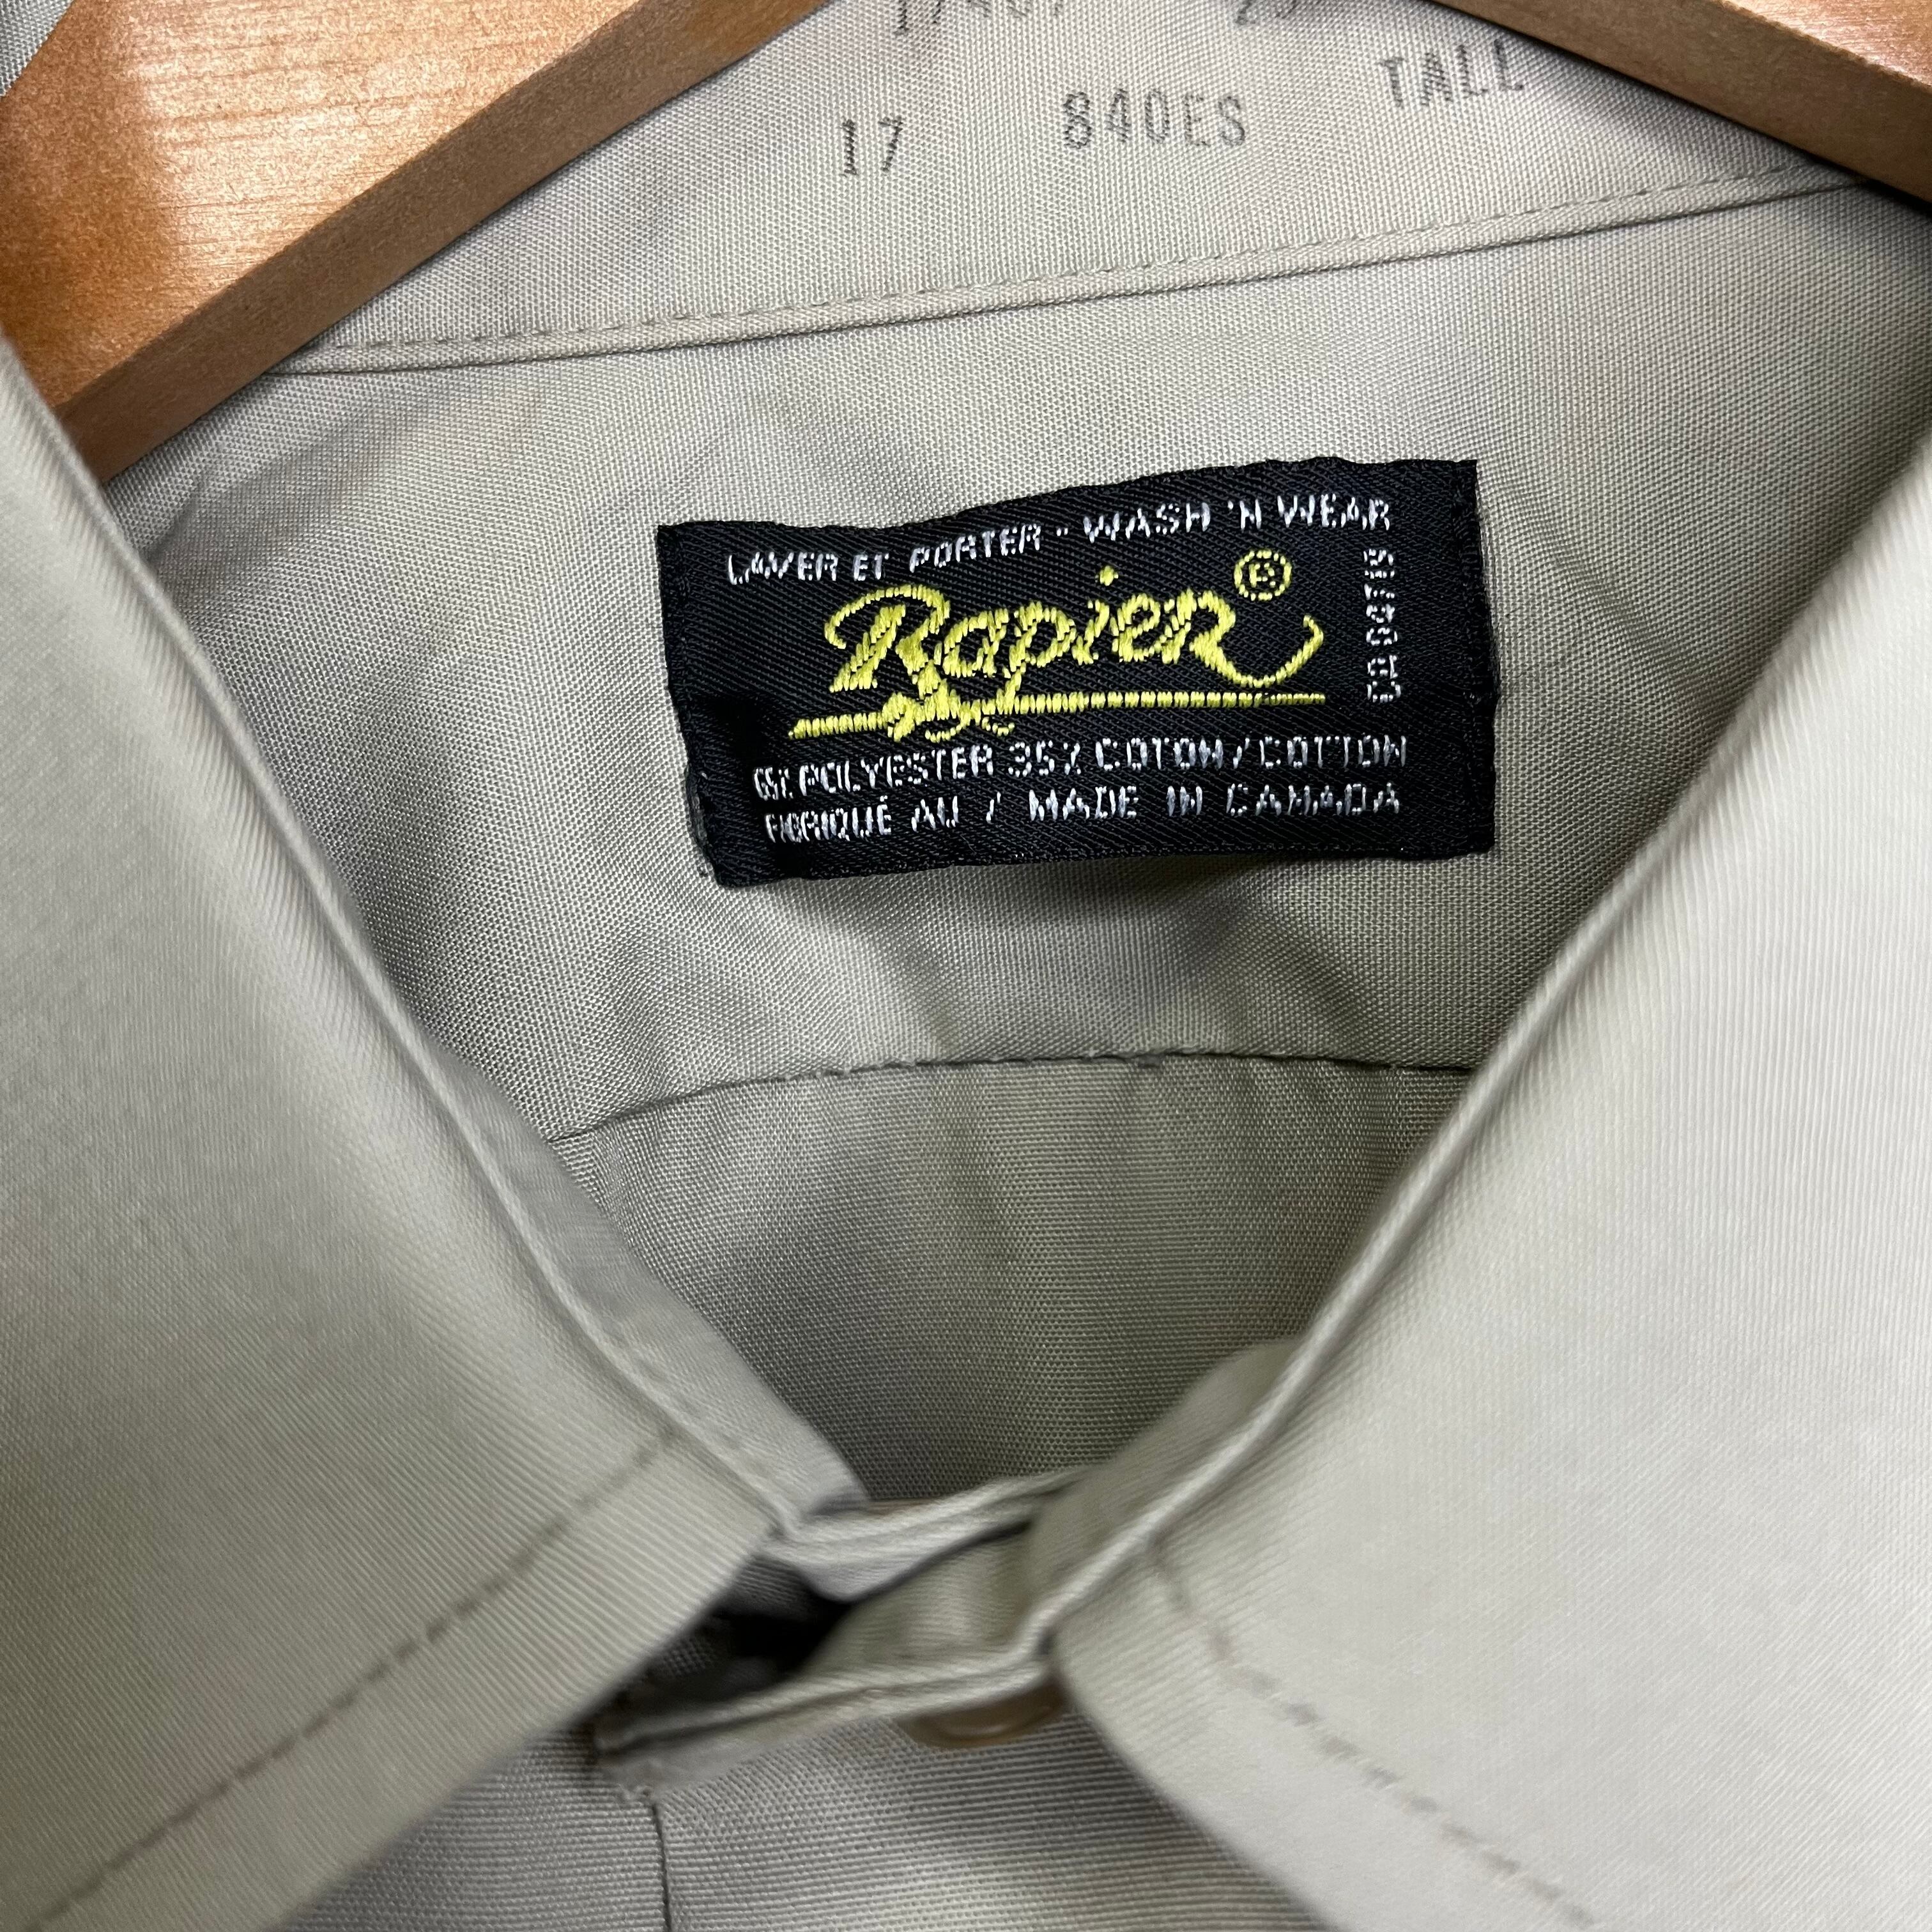 17 840ES TALL
LAVER ET PORTER - WASH 'N WEAR
Rapier ®
65% POLYESTER 35% COTON/COTTON
FABRIQUÉ AU / MADE IN CANADA